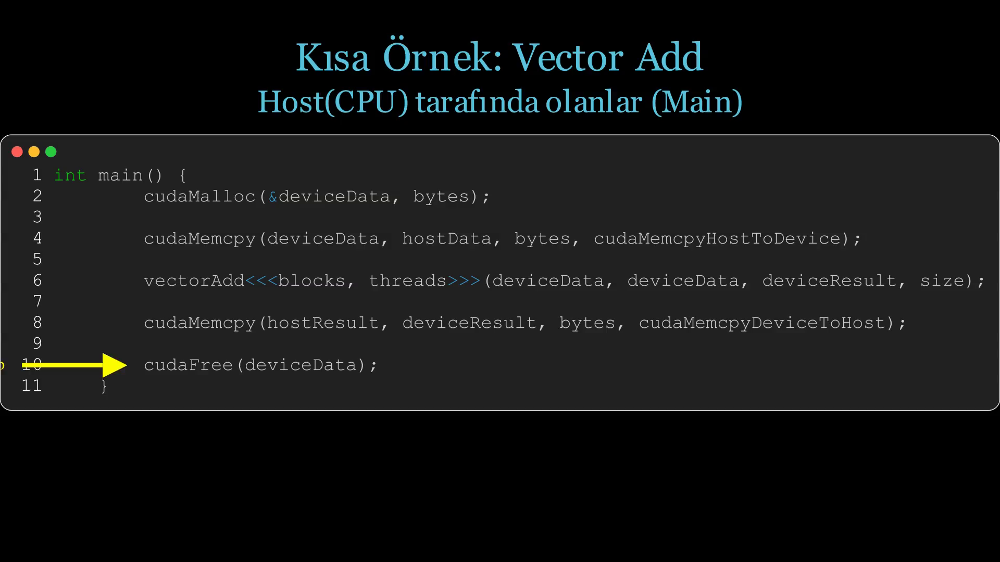 Kısa Örnek: Vector Add
Host(CPU) tarafında olanlar (Main)
1 int main() {
2 cudaMalloc(&deviceData, bytes);
3
4 cudaMemcpy(deviceData, hostData, bytes, cudaMemcpyHostToDevice);
5
6 vectorAdd<<<blocks, threads>>>(deviceData, deviceData, deviceResult, size);
7
8 cudaMemcpy(hostResult, deviceResult, bytes, cudaMemcpyDeviceToHost);
9
10 cudaFree(deviceData);
11 }